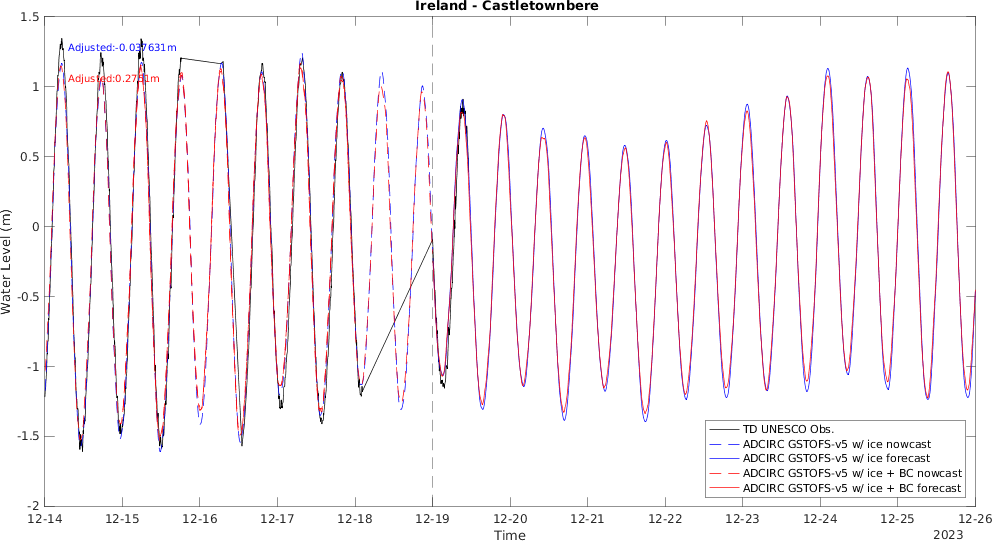 Ireland - Castletownbere
1.5
1
0.5
0
-0.5
-1
-1.5
-2
Water Level (m)
Adjusted:-0.037631m
Adjusted:0.2781m
TD UNESCO Obs.
ADCIRC GSTOFS-v5 w/ ice nowcast
ADCIRC GSTOFS-v5 w/ ice forecast
ADCIRC GSTOFS-v5 w/ ice + BC nowcast
ADCIRC GSTOFS-v5 w/ ice + BC forecast
12-14 12-15 12-16 12-17 12-18 12-19 12-20 12-21 12-22 12-23 12-24 12-25 12-26
Time
2023